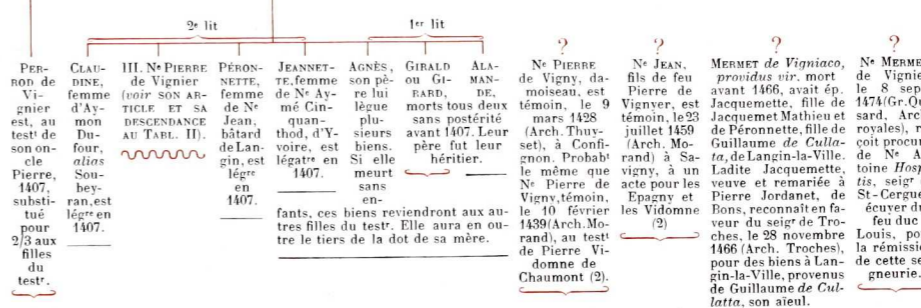 2e lit
1er lit
PER-
ROD de
Vi-
gnier
est, au
testt de
son on-
cle
Pierre,
1407,
substi-
tué
pour
2/3 aux
filles
du
testr.
CLAU-
DINE,
femme
d'Ay-
mon
Du-
four,
alias
Sou-
bey-
ran,est
légre en
1407.
III. Ne PIERRE
de Vignier
(voir SON AR-
TICLE ET SA
DESCENDANCE
AU TABL. II).
PÉRON-
NETTE,
femme
de Ne
Jean,
bâtard
de Lan-
gin,est
légre
en
1407.
JEANNET-
TE,femme
de Ne Ay-
mé Cin-
quan-
thod, d'Y-
voire, est
légatre en
1407.
AGNÈS,
son pè-
re lui
lègue
plu-
sieurs
biens.
Si elle
meurt
sans
en-
fants, ces biens reviendront aux au-
tres filles du testr. Elle aura en ou-
tre le tiers de la dot de sa mère.
GIRALD
ou GI-
RARD,
ALA-
MAN-
DE,
morts tous deux
sans postérité
avant 1407. Leur
père fut leur
héritier.
?
Ne PIERRE
de Vigny, da-
moiseau, est
témoin, le 9
mars 1428
(Arch. Thuy-
set), à Confi-
gnon. Probabt
le même que
Ne Pierre de
Vigny,témoin,
le 10 février
1439(Arch.Mo-
rand), au testt
de Pierre Vi-
domne de
Chaumont (2).
?
Ne JEAN,
fils de feu
Pierre de
Vignyer, est
témoin, le 23
juillet 1459
(Arch. Mo-
rand) à Sa-
vigny, à un
acte pour les
Epagny et
les Vidomne
(2)
?
MERMET de Vigniaco,
providus vir. mort
avant 1466, avait ép.
Jacquemette, fille de
Jacquemet Mathieu et
de Péronnette, fille de
Guillaume de Culla-
ta, de Langin-la-Ville.
Ladite Jacquemette,
veuve et remariée à
Pierre Jordanet, de
Bons, reconnaît en fa-
veur du seigr de Tro-
ches, le 28 novembre
1466 (Arch. Troches),
pour des biens à Lan-
gin-la-Ville, provenus
de Guillaume de Cul-
latta, son aïeul.
?
Ne MERME
de Vignie
le 8 sep
1474(Gr.Qu
sard, Arc
royales), r
çoit procur
de Ne A
toine Hosp
tis, seigr
St-Cergue
écuyer du
feu duc
Louis, po
la rémissio
de cette se
gneurie.